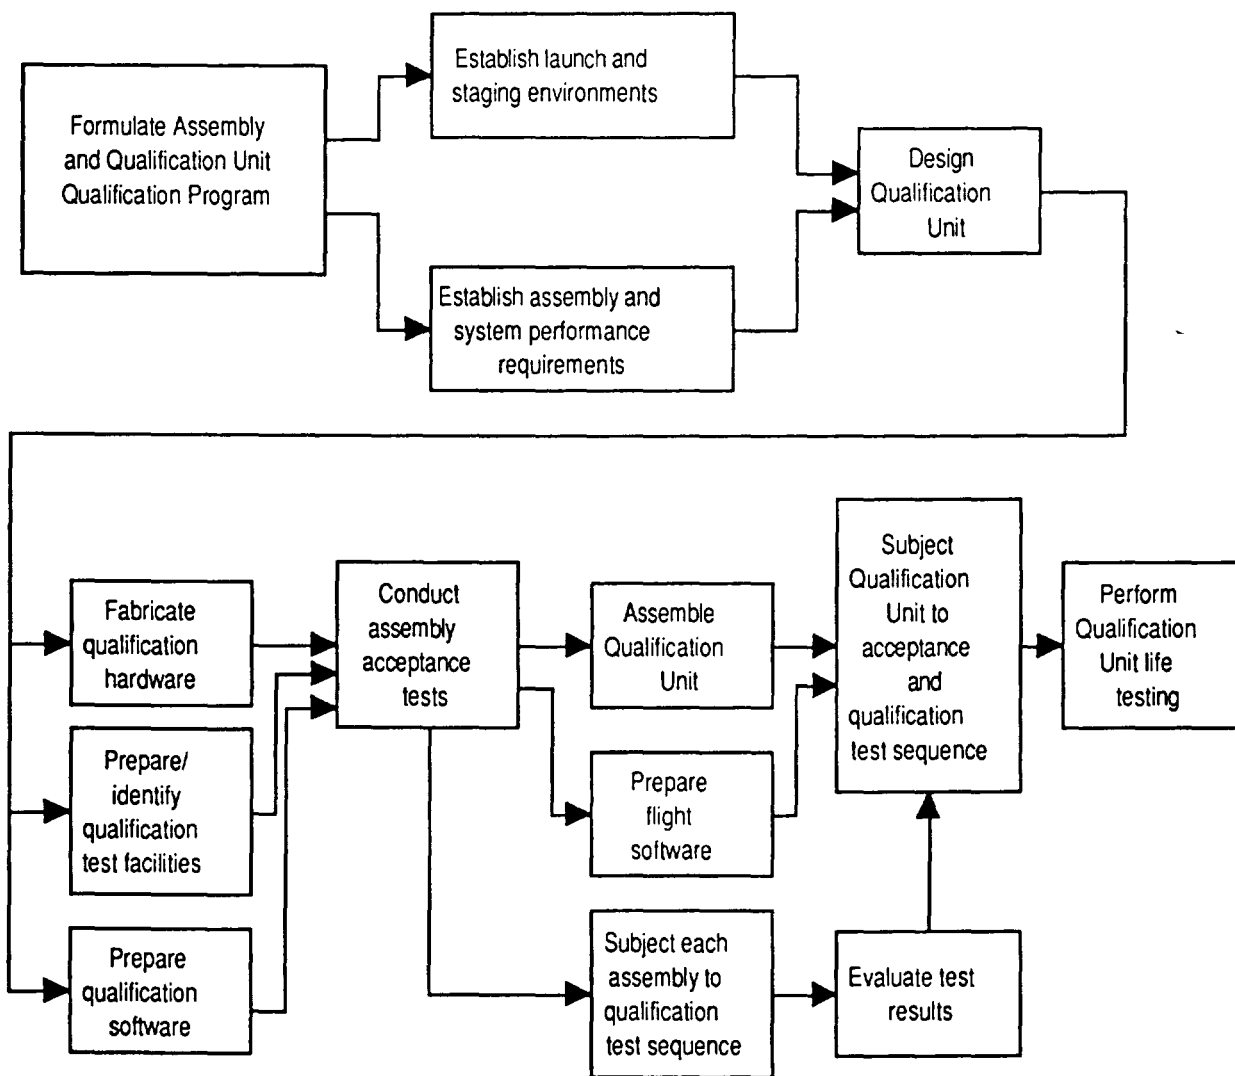 Formulate Assembly
and Qualification Unit
Qualification Program
Establish launch and
staging environments
Establish assembly and
system performance
requirements
Design
Qualification
Unit
Fabricate
qualification
hardware
Prepare/
identify
qualification
test facilities
Prepare
qualification
software
Conduct
assembly
acceptance
tests
Assemble
Qualification
Unit
Prepare
flight
software
Subject each
assembly to
qualification
test sequence
Evaluate test
results
Subject
Qualification
Unit to
acceptance
and
qualification
test sequence
Perform
Qualification
Unit life
testing